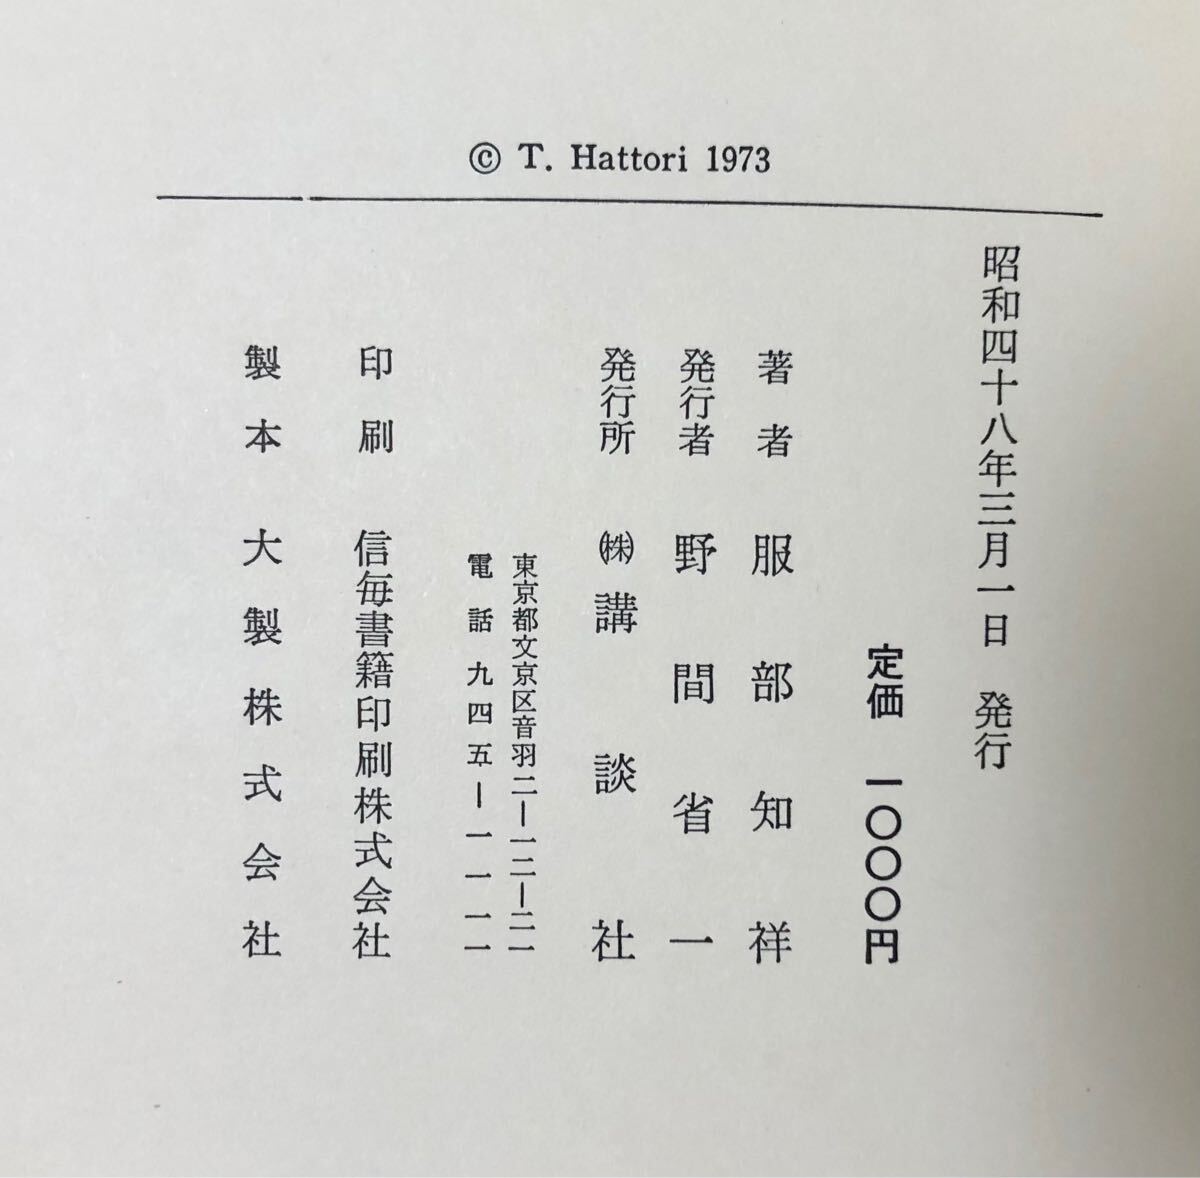 © T. Hattori 1973
昭和四十八年三月一日 発行
定価 一〇〇〇円
著者 服部知祥
発行者 野間省一
発行所 ㈱講談社
東京都文京区音羽二ー一二ー二一
電話九四五ー一一一一
印刷 信毎書籍印刷株式会社
製本 大製株式会社